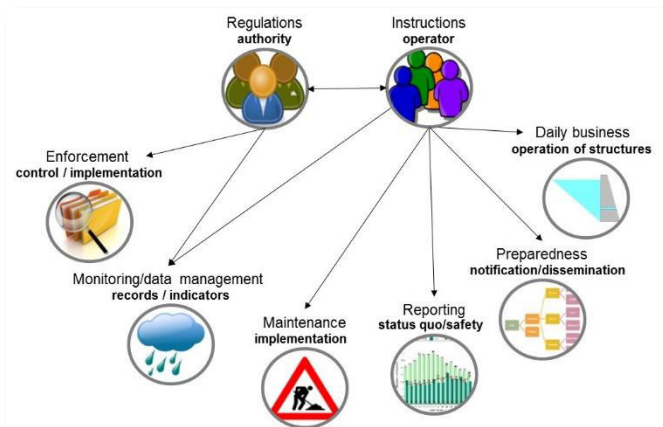 Regulations
authority
Instructions
operator
Enforcement
control / implementation
Daily business
operation of structures
Monitoring/data management
records / indicators
Preparedness
notification/dissemination
Maintenance
implementation
Reporting
status quo/safety